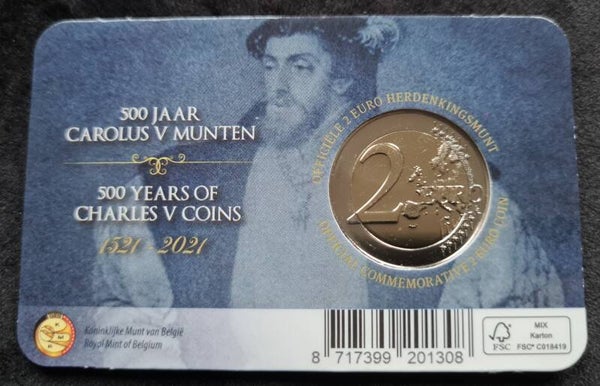 500 JAAR
CAROLUS V MUNTEN
500 YEARS OF
CHARLES V COINS
1521 - 2021
OFFICIËLE 2 EURO HERDENKINGSMUNT
2 EURO
OFFICIAL COMMEMORATIVE 2 EURO COIN
Koninklijke Munt van België
Royal Mint of Belgium
8 717399 201308
FSC
MIX
Karton
FSC® C018419